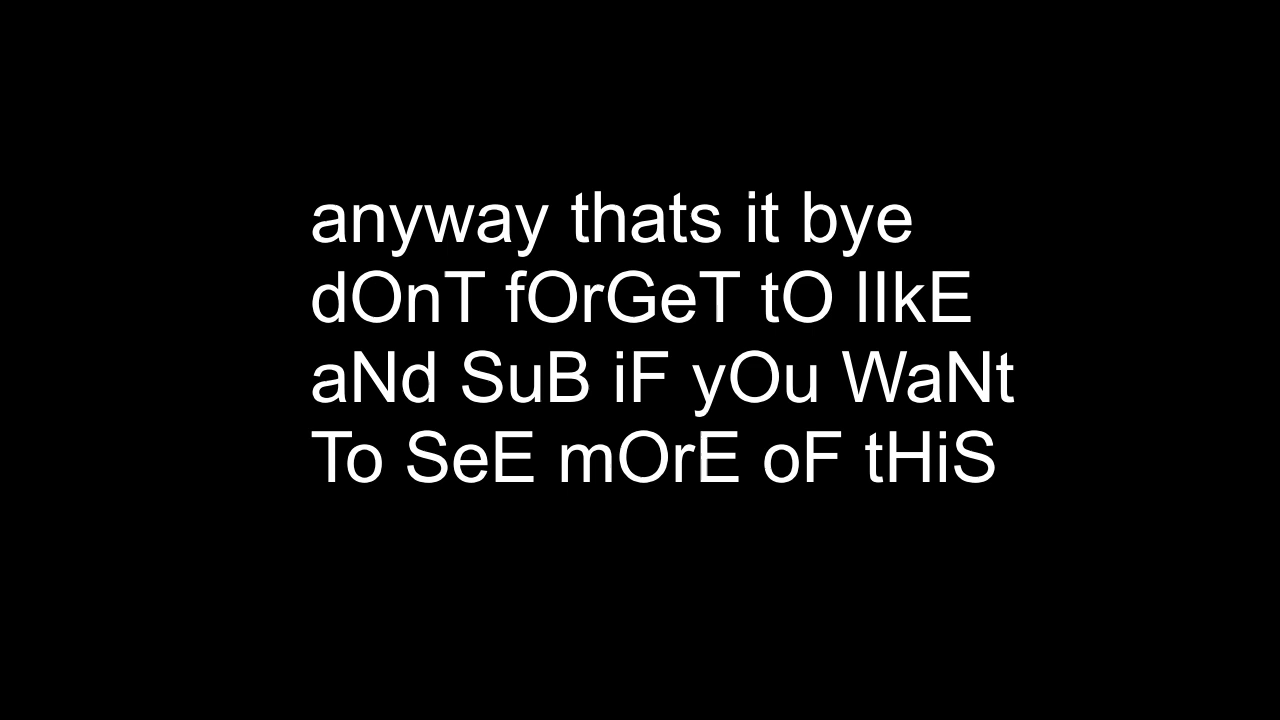 anyway thats it bye
dOnT fOrGeT tO lIkE
aNd SuB iF yOu WaNt
To SeE mOrE oF tHiS